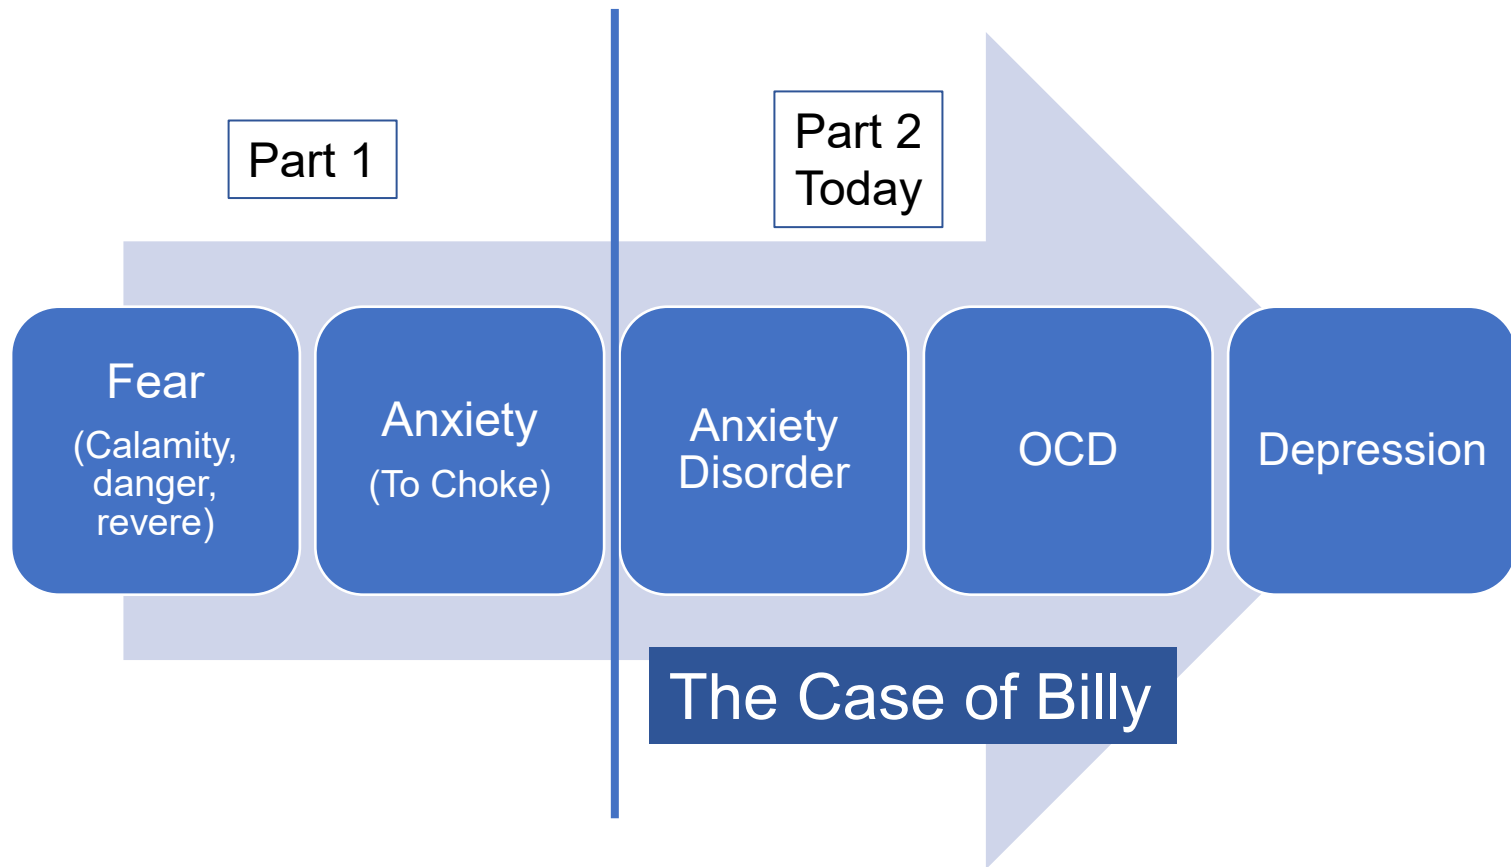 Part 1
Part 2
Today
Fear
(Calamity,
danger,
revere)
Anxiety
(To Choke)
Anxiety
Disorder
OCD
Depression
The Case of Billy